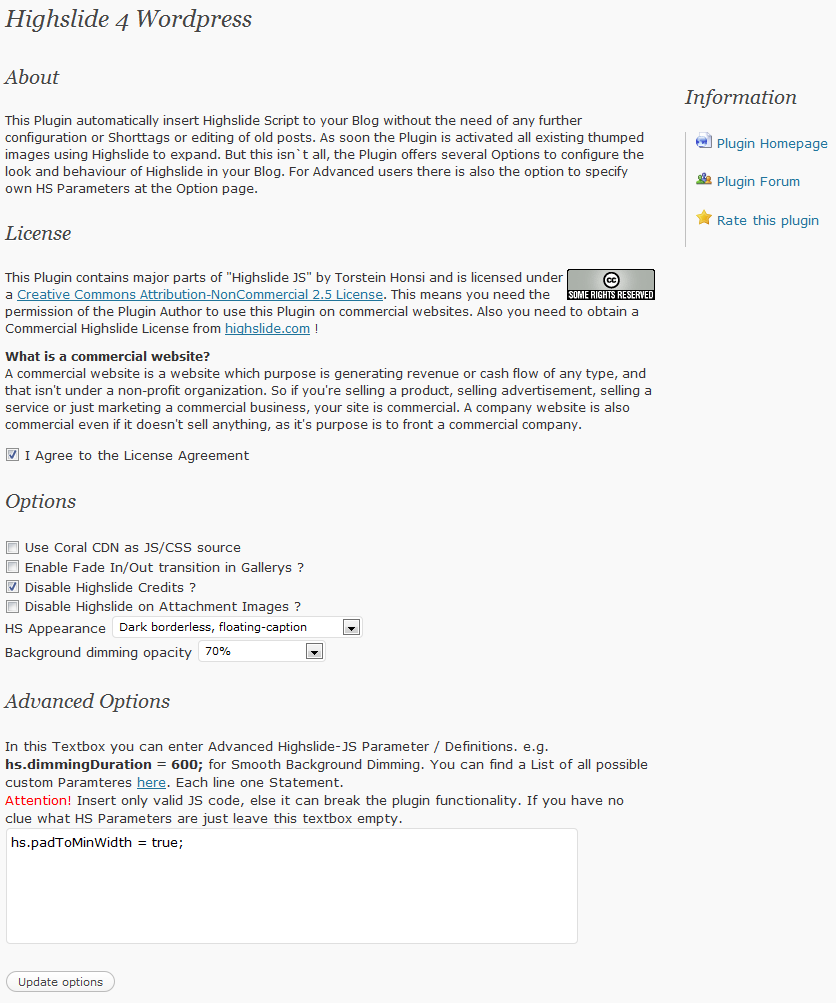 Highslide 4 Wordpress
About
This Plugin automatically insert Highslide Script to your Blog without the need of any further
configuration or Shorttags or editing of old posts. As soon the Plugin is activated all existing thumped
images using Highslide to expand. But this isn`t all, the Plugin offers several Options to configure the
look and behaviour of Highslide in your Blog. For Advanced users there is also the option to specify
own HS Parameters at the Option page.
License
This Plugin contains major parts of "Highslide JS" by Torstein Honsi and is licensed under
a Creative Commons Attribution-NonCommercial 2.5 License. This means you need the
permission of the Plugin Author to use this Plugin on commercial websites. Also you need to obtain a
Commercial Highslide License from highslide.com !
cc
SOME RIGHTS RESERVED
What is a commercial website?
A commercial website is a website which purpose is generating revenue or cash flow of any type, and
that isn't under a non-profit organization. So if you're selling a product, selling advertisement, selling a
service or just marketing a commercial business, your site is commercial. A company website is also
commercial even if it doesn't sell anything, as it's purpose is to front a commercial company.
I Agree to the License Agreement
Options
Use Coral CDN as JS/CSS source
Enable Fade In/Out transition in Gallerys ?
Disable Highslide Credits ?
Disable Highslide on Attachment Images ?
HS Appearance Dark borderless, floating-caption
Background dimming opacity 70%
Advanced Options
In this Textbox you can enter Advanced Highslide-JS Parameter / Definitions. e.g.
hs.dimmingDuration = 600; for Smooth Background Dimming. You can find a List of all possible
custom Paramteres here. Each line one Statement.
Attention! Insert only valid JS code, else it can break the plugin functionality. If you have no
clue what HS Parameters are just leave this textbox empty.
hs.padToMinWidth = true;
Update options
Information
Plugin Homepage
Plugin Forum
Rate this plugin